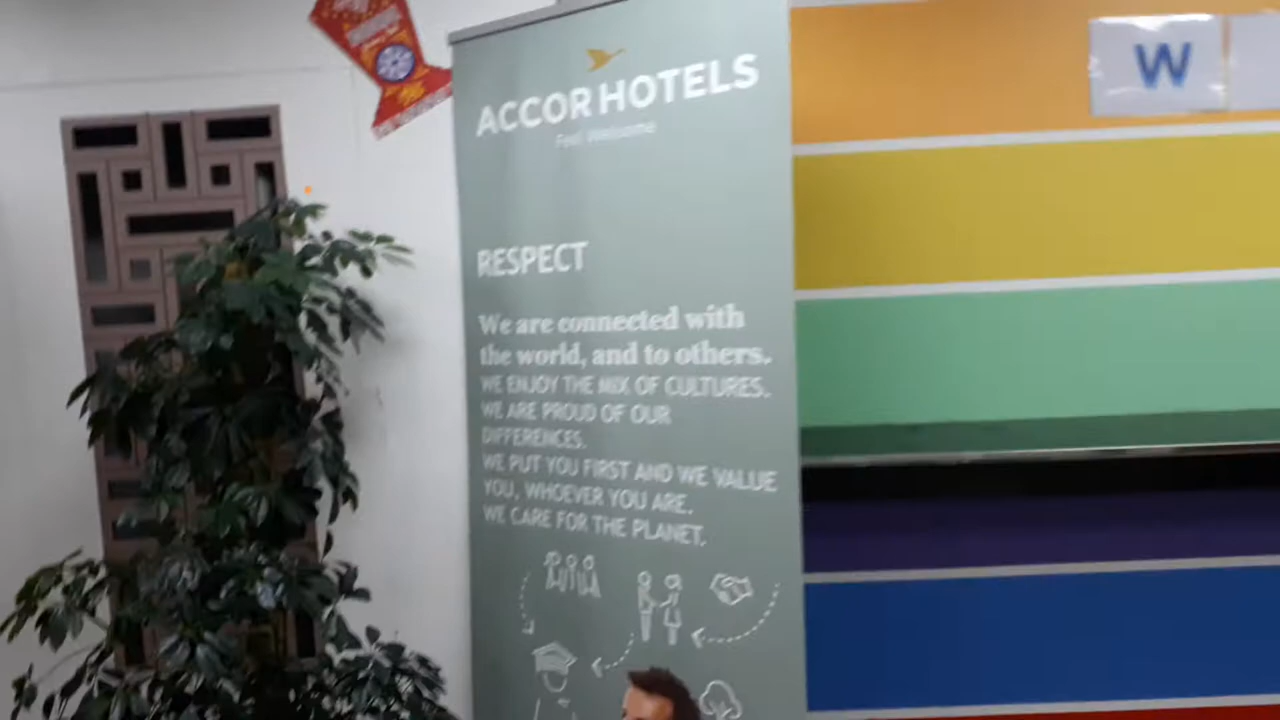 ACCOR HOTELS
Feel Welcome
RESPECT
We are connected with
the world, and to others.
WE ENJOY THE MIX OF CULTURES.
WE ARE PROUD OF OUR
DIFFERENCES.
WE PUT YOU FIRST AND WE VALUE
YOU, WHOEVER YOU ARE.
WE CARE FOR THE PLANET.
W